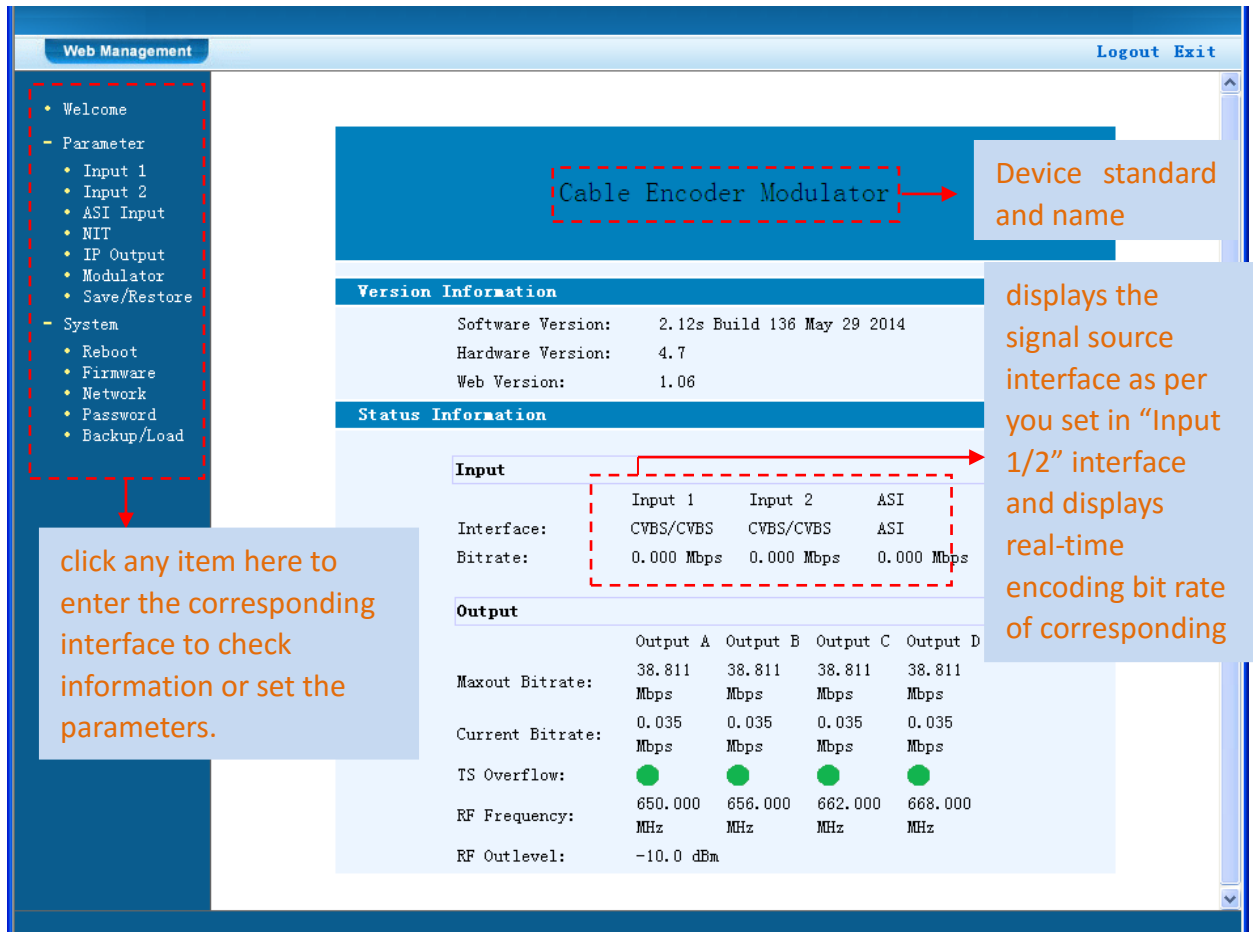 Web Management
Logout Exit
Welcome
Parameter
Input 1
Input 2
ASI Input
NIT
IP Output
Modulator
Save/Restore
System
Reboot
Firmware
Network
Password
Backup/Load
click any item here to
enter the corresponding
interface to check
information or set the
parameters.
Cable Encoder Modulator
Device standard
and name
Version Information
Software Version: 2.12s Build 136 May 29 2014
Hardware Version: 4.7
Web Version: 1.06
Status Information
Input
Input 1 Input 2 ASI
Interface: CVBS/CVBS CVBS/CVBS ASI
Bitrate: 0.000 Mbps 0.000 Mbps 0.000 Mbps
displays the
signal source
interface as per
you set in “Input
1/2” interface
and displays
real-time
encoding bit rate
of corresponding
Output
Output A Output B Output C Output D
Maxout Bitrate: 38.811 Mbps 38.811 Mbps 38.811 Mbps 38.811 Mbps
Current Bitrate: 0.035 Mbps 0.035 Mbps 0.035 Mbps 0.035 Mbps
TS Overflow:
RF Frequency: 650.000 MHz 656.000 MHz 662.000 MHz 668.000 MHz
RF Outlevel: -10.0 dBm